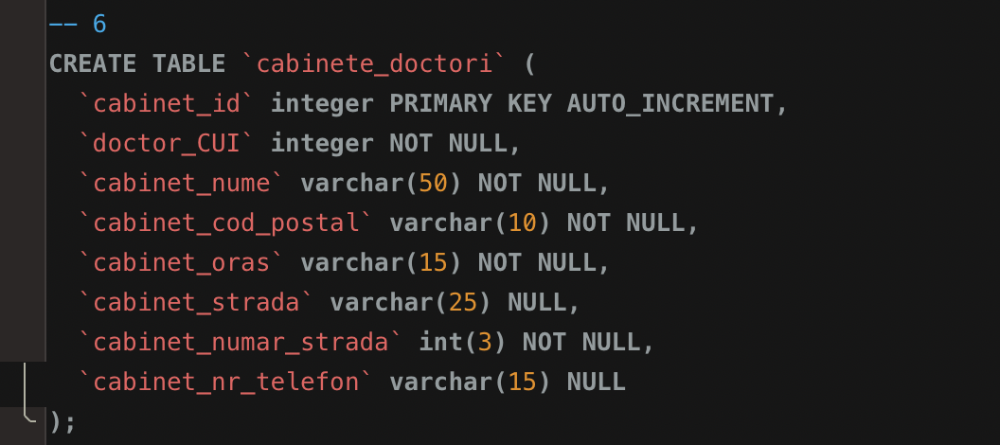 -- 6
CREATE TABLE `cabinete_doctori` (
  `cabinet_id` integer PRIMARY KEY AUTO_INCREMENT,
  `doctor_CUI` integer NOT NULL,
  `cabinet_nume` varchar(50) NOT NULL,
  `cabinet_cod_postal` varchar(10) NOT NULL,
  `cabinet_oras` varchar(15) NOT NULL,
  `cabinet_strada` varchar(25) NULL,
  `cabinet_numar_strada` int(3) NOT NULL,
  `cabinet_nr_telefon` varchar(15) NULL
);